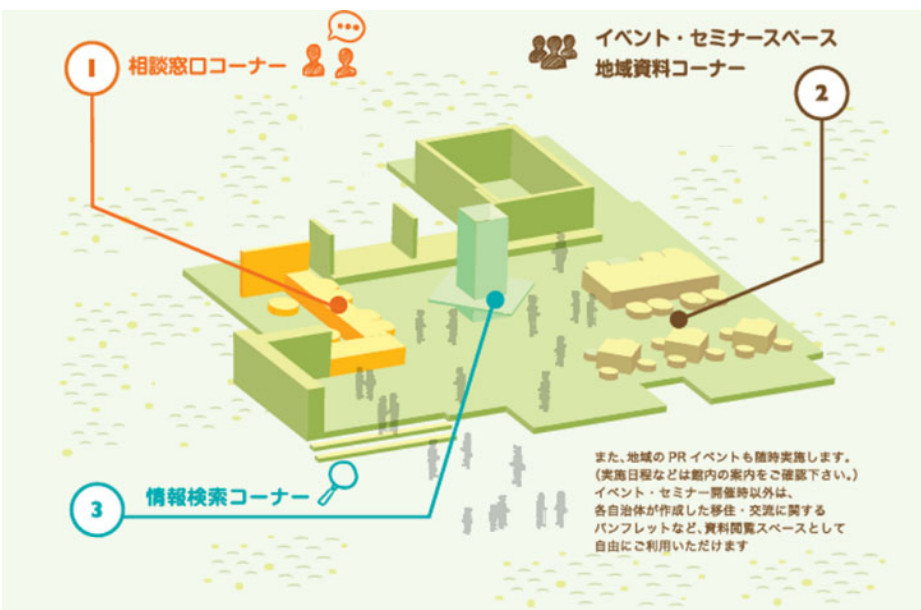 1
相談窓口コーナー
イベント・セミナースペース
地域資料コーナー
2
3
情報検索コーナー
また、地域のPRイベントも随時実施します。
(実施日程などは館内の案内をご確認下さい。)
イベント・セミナー開催時以外は、
各自治体が作成した移住・交流に関する
パンフレットなど、資料閲覧スペースとして
自由にご利用いただけます